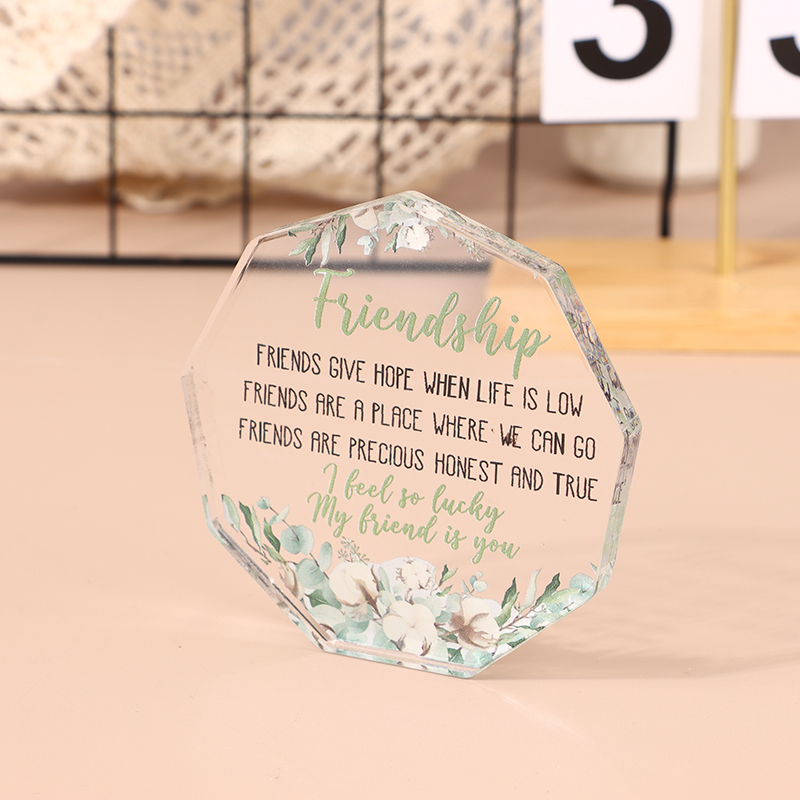 3
Friendship
FRIENDS GIVE HOPE WHEN LIFE IS LOW
FRIENDS ARE A PLACE WHERE WE CAN GO
FRIENDS ARE PRECIOUS HONEST AND TRUE
I feel so lucky
My friend is you